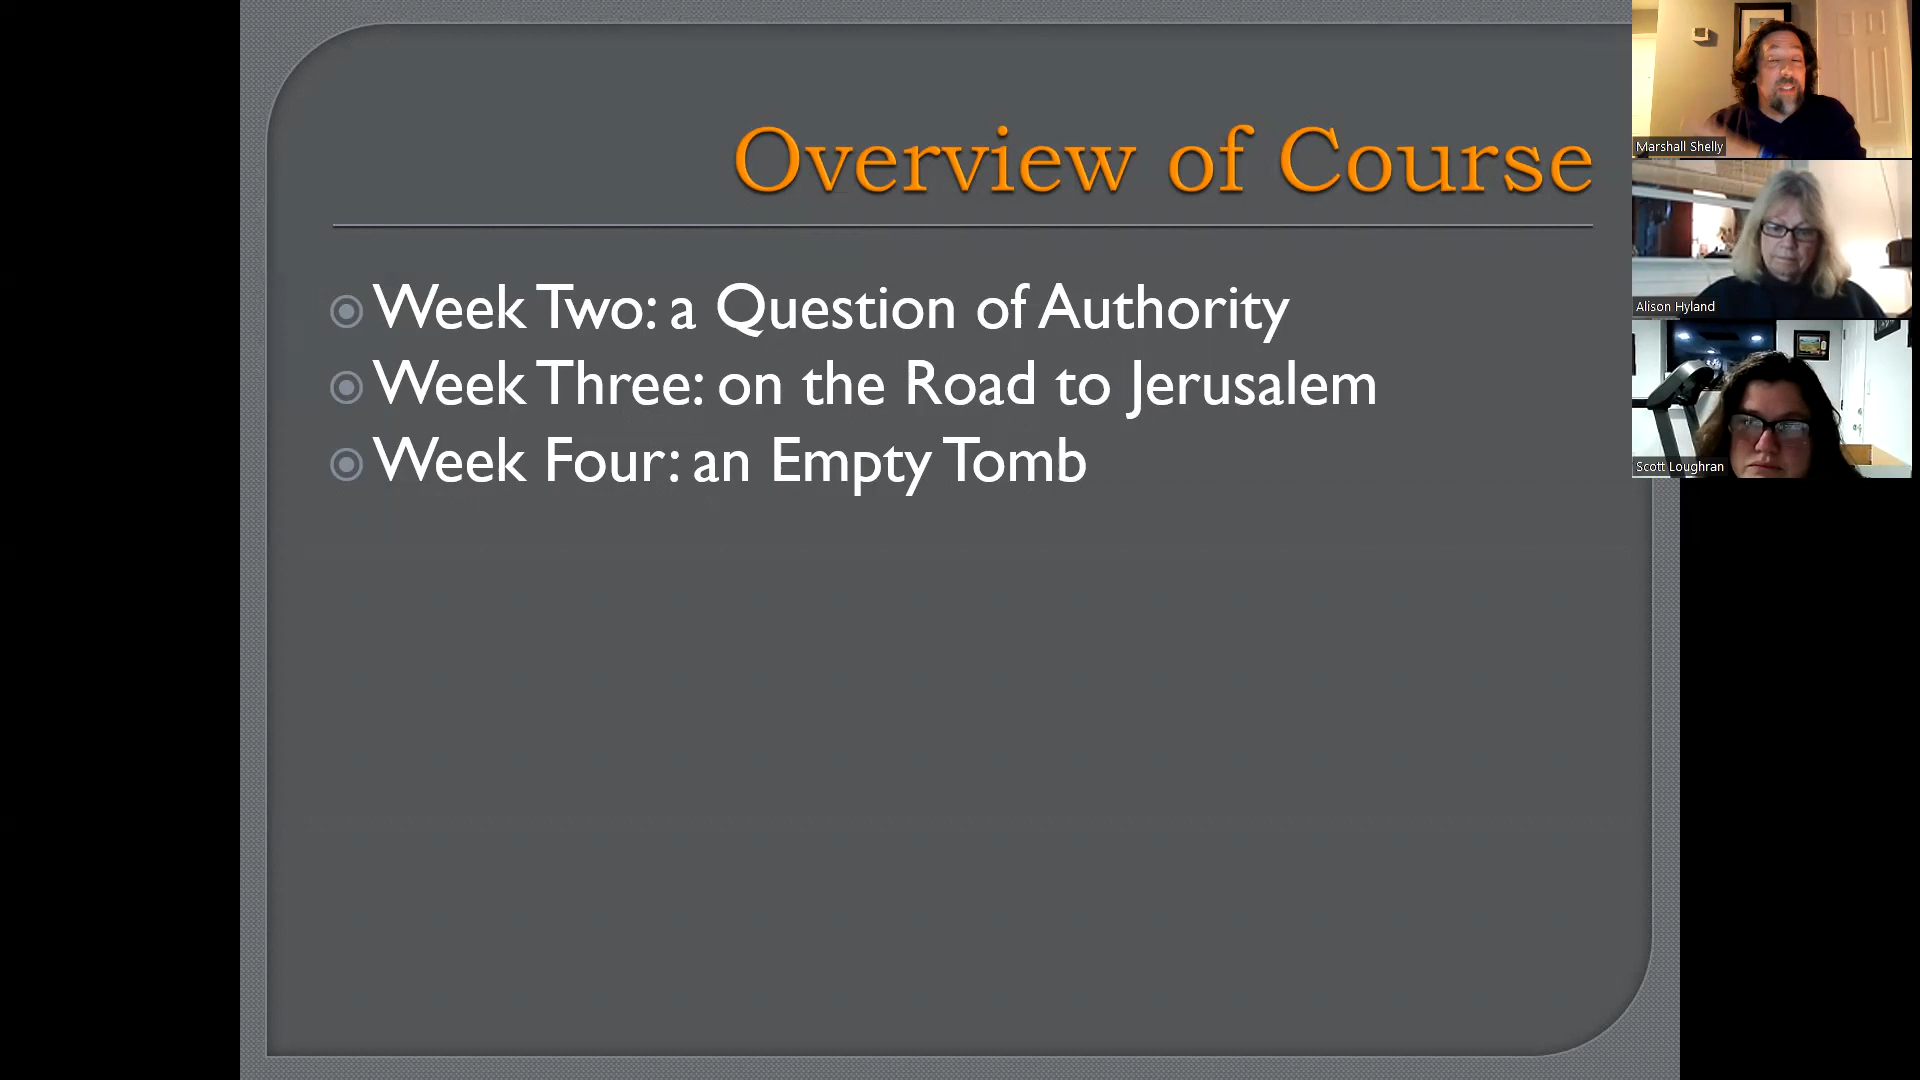 Overview of Course
Week Two: a Question of Authority
Week Three: on the Road to Jerusalem
Week Four: an Empty Tomb
Marshall Shelly
Alison Hyland
Scott Loughran